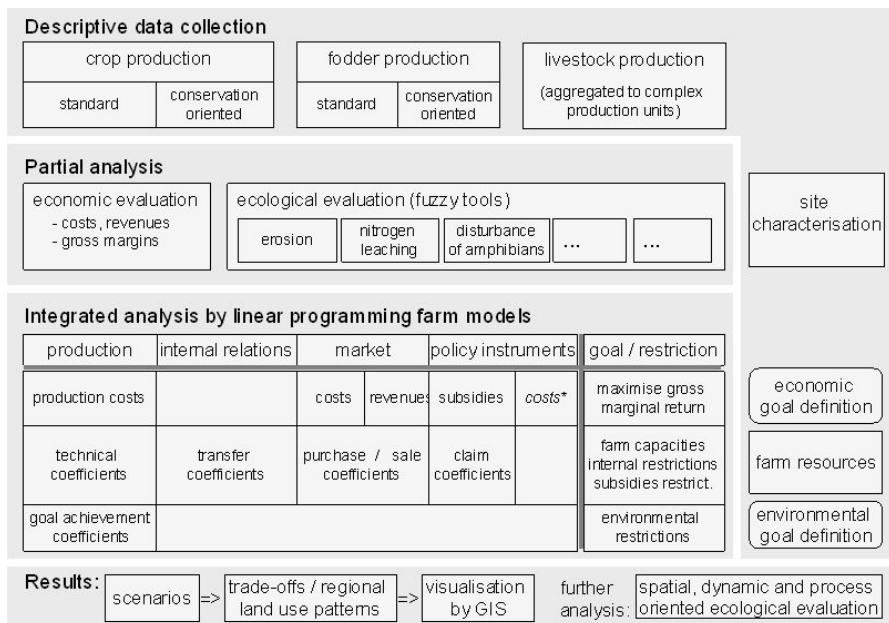 Descriptive data collection
crop production
standard
conservation
oriented
fodder production
standard
conservation
oriented
livestock production
(aggregated to complex
production units)
Partial analysis
economic evaluation
- costs, revenues
- gross margins
ecological evaluation (fuzzy tools)
erosion
nitrogen
leaching
disturbance
of amphibians
...
...
site
characterisation
Integrated analysis by linear programming farm models
production
internal relations
market
policy instruments
goal / restriction
production costs
costs
revenues
subsidies
costs*
maximise gross
marginal return
technical
coefficients
transfer
coefficients
purchase / sale
coefficients
claim
coefficients
farm capacities
internal restrictions
subsidies restrict.
goal achievement
coefficients
environmental
restrictions
economic
goal definition
farm resources
environmental
goal definition
Results:
scenarios
=>
trade-offs / regional
land use patterns
=>
visualisation
by GIS
further
analysis:
spatial, dynamic and process
oriented ecological evaluation